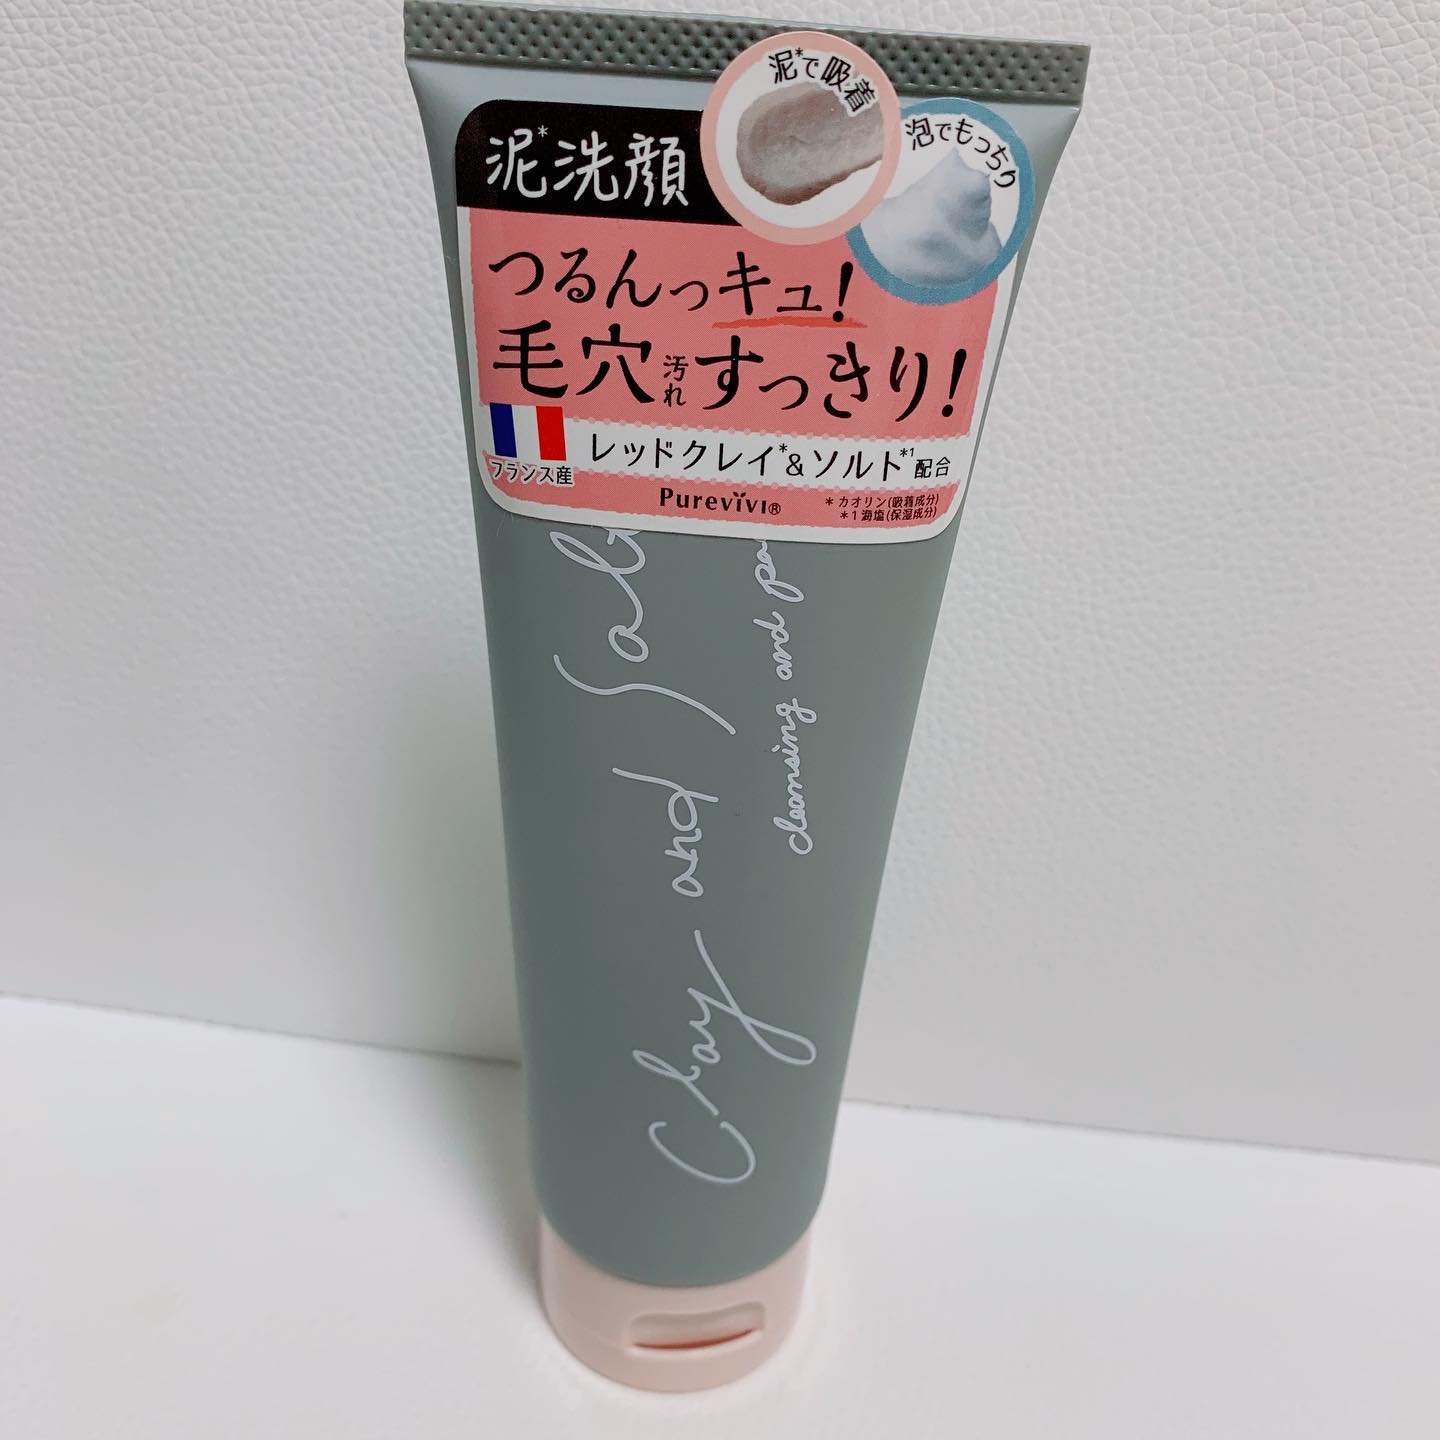 泥*で吸着
泡でもっちり
泥*洗顔
つるんっキュ!
毛穴汚れすっきり!
フランス産
レッドクレイ*&ソルト*1配合
Purevivi®
*カオリン(吸着成分)
*1海塩(保湿成分)
Clay and Salt
cleansing and